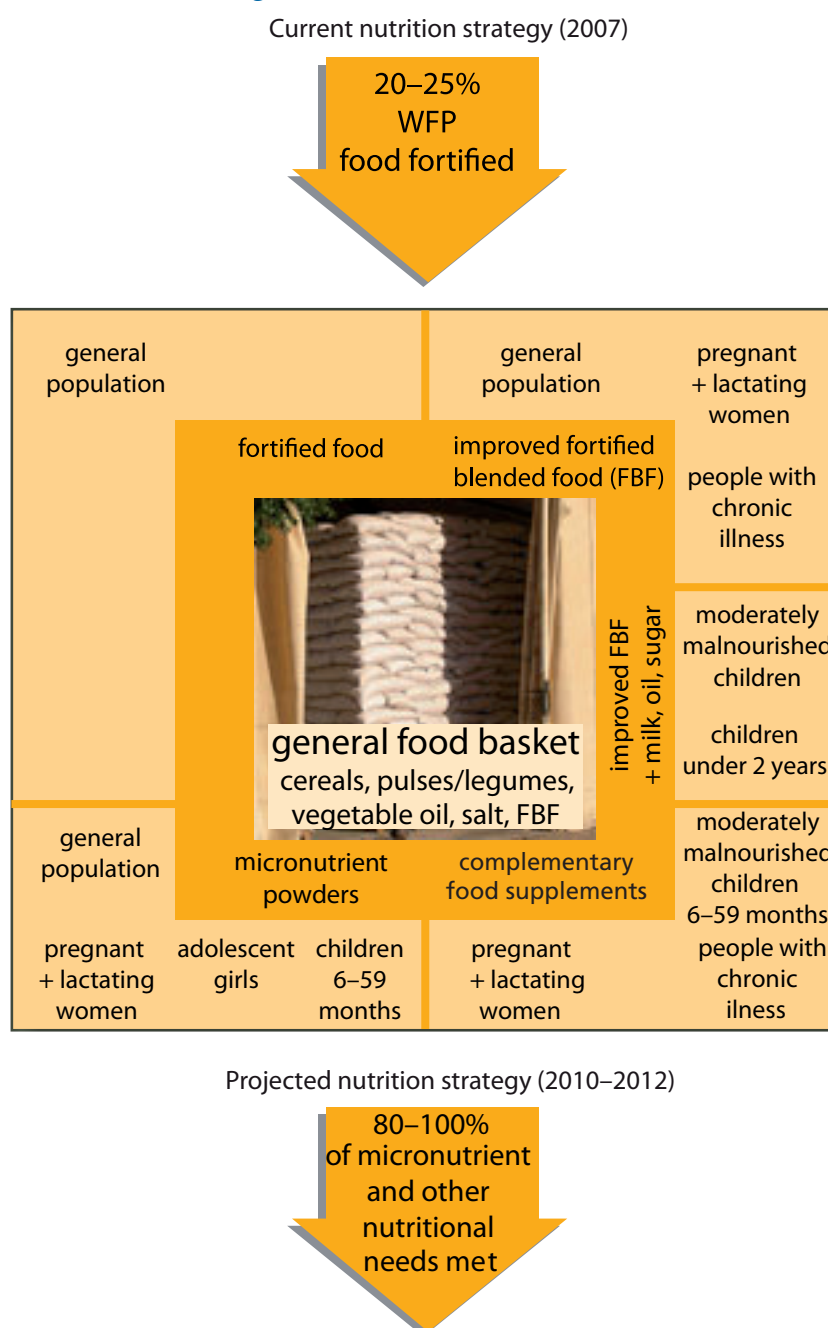 Current nutrition strategy (2007)
20–25%
WFP
food fortified
general
population
general
population
pregnant
+ lactating
women
people with
chronic
illness
fortified food
improved fortified
blended food (FBF)
improved FBF
+ milk, oil, sugar
moderately
malnourished
children
children
under 2 years
general food basket
cereals, pulses/legumes,
vegetable oil, salt, FBF
general
population
micronutrient
powders
complementary
food supplements
moderately
malnourished
children
6–59 months
people with
chronic
ilness
pregnant
+ lactating
women
adolescent
girls
children
6–59
months
pregnant
+ lactating
women
Projected nutrition strategy (2010–2012)
80–100%
of micronutrient
and other
nutritional
needs met